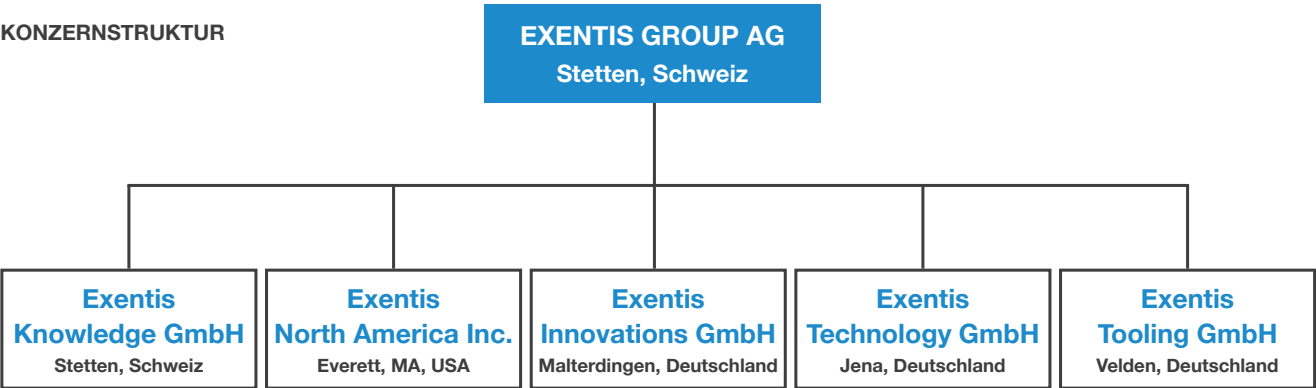 KONZERNSTRUKTUR
EXENTIS GROUP AG
Stetten, Schweiz
Exentis
Knowledge GmbH
Stetten, Schweiz
Exentis
North America Inc.
Everett, MA, USA
Exentis
Innovations GmbH
Malterdingen, Deutschland
Exentis
Technology GmbH
Jena, Deutschland
Exentis
Tooling GmbH
Velden, Deutschland